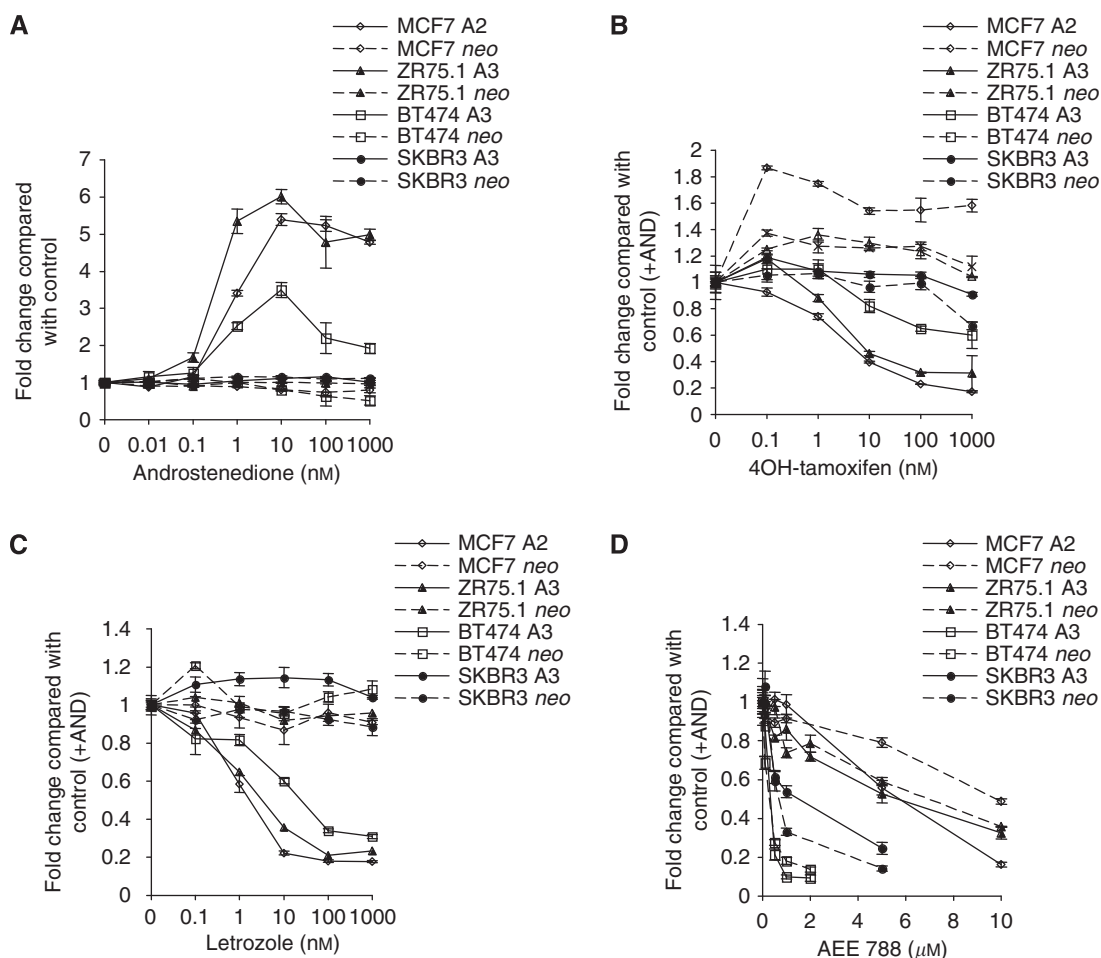 A
MCF7 A2
MCF7 neo
ZR75.1 A3
ZR75.1 neo
BT474 A3
BT474 neo
SKBR3 A3
SKBR3 neo
Fold change compared
with control
7
6
5
4
3
2
1
0
0 0.01 0.1 1 10 100 1000
Androstenedione (nM)
B
MCF7 A2
MCF7 neo
ZR75.1 A3
ZR75.1 neo
BT474 A3
BT474 neo
SKBR3 A3
SKBR3 neo
Fold change compared with
control (+AND)
2
1.8
1.6
1.4
1.2
1
0.8
0.6
0.4
0.2
0
0 0.1 1 10 100 1000
4OH-tamoxifen (nM)
C
MCF7 A2
MCF7 neo
ZR75.1 A3
ZR75.1 neo
BT474 A3
BT474 neo
SKBR3 A3
SKBR3 neo
Fold change compared with
control (+AND)
1.4
1.2
1
0.8
0.6
0.4
0.2
0
0 0.1 1 10 100 1000
Letrozole (nM)
D
MCF7 A2
MCF7 neo
ZR75.1 A3
ZR75.1 neo
BT474 A3
BT474 neo
SKBR3 A3
SKBR3 neo
Fold change compared with
control (+AND)
1.4
1.2
1
0.8
0.6
0.4
0.2
0
0 2 4 6 8 10
AEE 788 (μM)